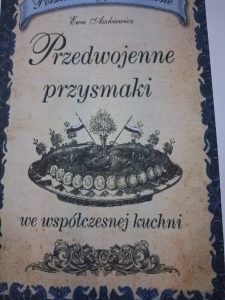 Ewa Aszkiewicz
Przedwojenne
przysmaki
we współczesnej kuchni